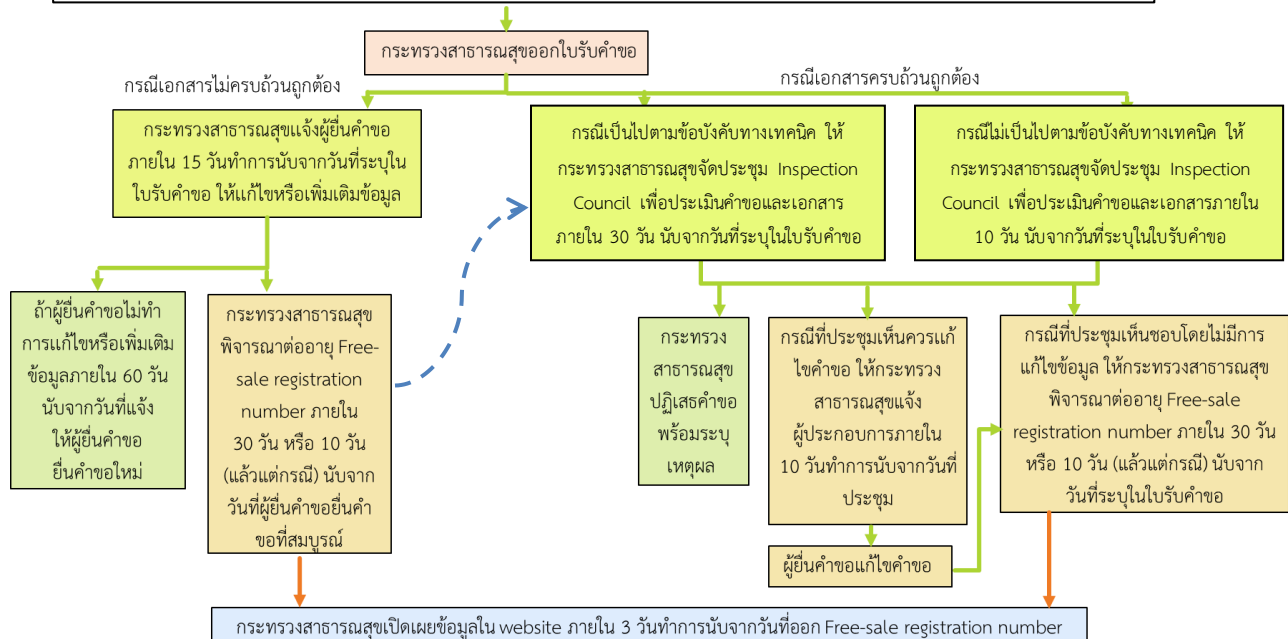 กระทรวงสาธารณสุขออกใบรับคำขอ
กรณีเอกสารไม่ครบถ้วนถูกต้อง
กรณีเอกสารครบถ้วนถูกต้อง
กระทรวงสาธารณสุขแจ้งผู้ยื่นคำขอ
ภายใน 15 วันทำการนับจากวันที่ระบุใน
ใบรับคำขอ ให้แก้ไขหรือเพิ่มเติมข้อมูล
กรณีเป็นไปตามข้อบังคับทางเทคนิค ให้
กระทรวงสาธารณสุขจัดประชุม Inspection
Council เพื่อประเมินคำขอและเอกสาร
ภายใน 30 วัน นับจากวันที่ระบุในใบรับคำขอ
กรณีไม่เป็นไปตามข้อบังคับทางเทคนิค ให้
กระทรวงสาธารณสุขจัดประชุม Inspection
Council เพื่อประเมินคำขอและเอกสารภายใน
10 วัน นับจากวันที่ระบุในใบรับคำขอ
ถ้าผู้ยื่นคำขอไม่ทำ
การแก้ไขหรือเพิ่มเติม
ข้อมูลภายใน 60 วัน
นับจากวันที่แจ้ง
ให้ผู้ยื่นคำขอ
ยื่นคำขอใหม่
กระทรวงสาธารณสุข
พิจารณาต่ออายุ Free-
sale registration
number ภายใน
30 วัน หรือ 10 วัน
(แล้วแต่กรณี) นับจาก
วันที่ผู้ยื่นคำขอยื่นคำ
ขอที่สมบูรณ์
กระทรวง
สาธารณสุข
ปฏิเสธคำขอ
พร้อมระบุ
เหตุผล
กรณีที่ประชุมเห็นควรแก้
ไขคำขอ ให้กระทรวง
สาธารณสุขแจ้ง
ผู้ประกอบการภายใน
10 วันทำการนับจากวันที่
ประชุม
กรณีที่ประชุมเห็นชอบโดยไม่มีการ
แก้ไขข้อมูล ให้กระทรวงสาธารณสุข
พิจารณาต่ออายุ Free-sale
registration number ภายใน 30 วัน
หรือ 10 วัน (แล้วแต่กรณี) นับจาก
วันที่ระบุในใบรับคำขอ
ผู้ยื่นคำขอแก้ไขคำขอ
กระทรวงสาธารณสุขเปิดเผยข้อมูลใน website ภายใน 3 วันทำการนับจากวันที่ออก Free-sale registration number